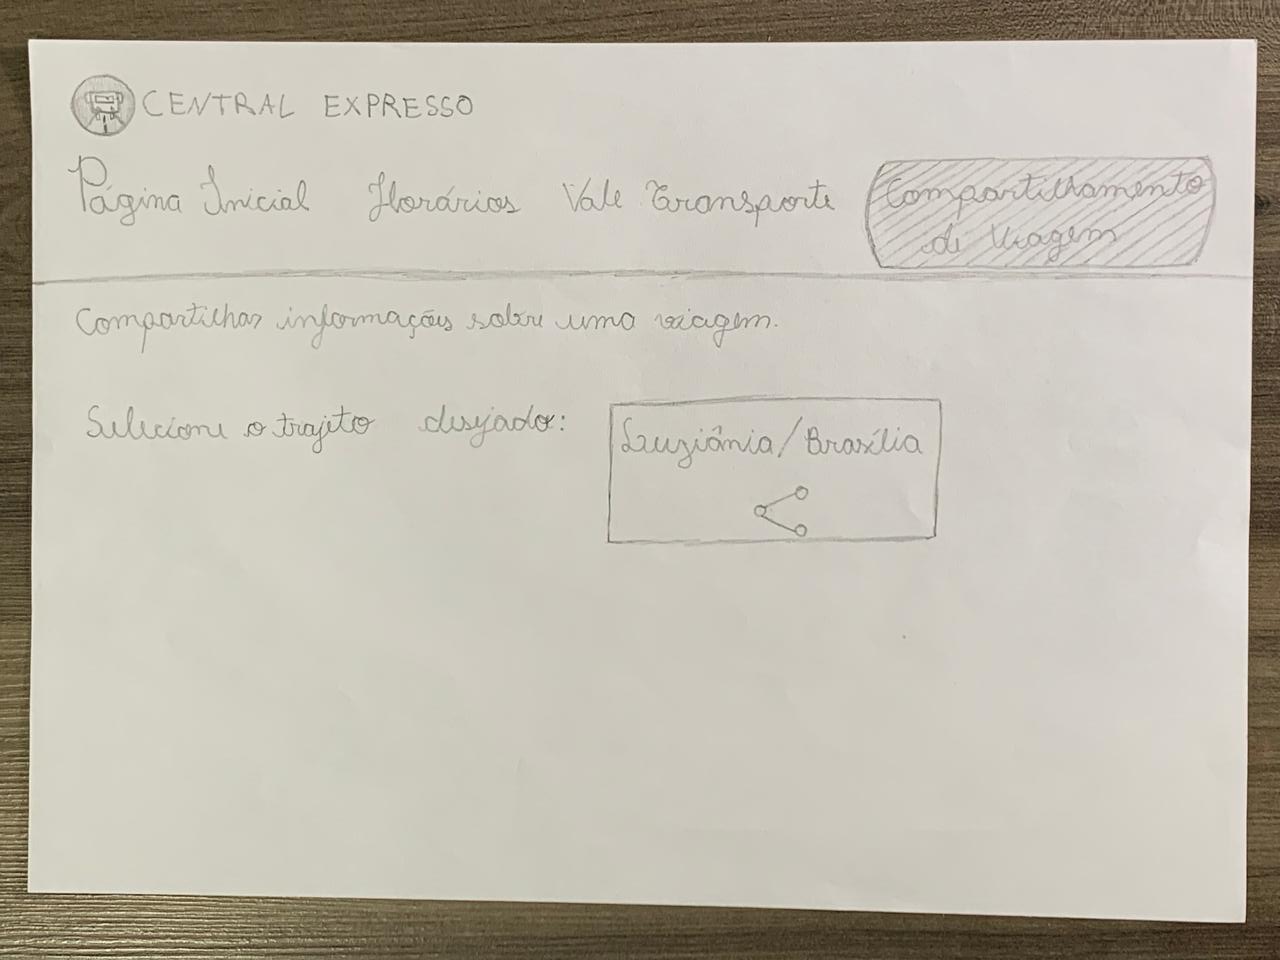 CENTRAL EXPRESSO
Página Inicial Horários Vale Transporte Compartilhamento
de Viagem
Compartilhar informações sobre uma viagem.
Selecione o trajeto desejado:
Luziânia/Brasília